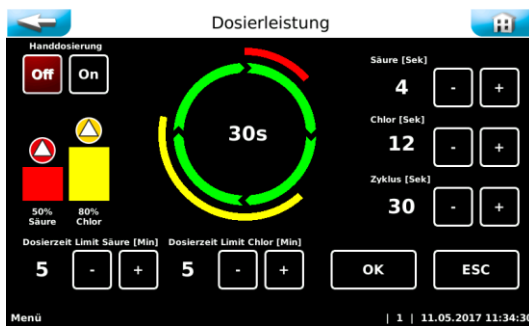 Dosierleistung
Handdosierung
Off On
30s
50% 80%
Säure Chlor
Säure [Sek]
4 - +
Chlor [Sek]
12 - +
Zyklus [Sek]
30 - +
Dosierzeit Limit Säure [Min] Dosierzeit Limit Chlor [Min]
5 - + 5 - + OK ESC
Menü | 1 | 11.05.2017 11:34:30